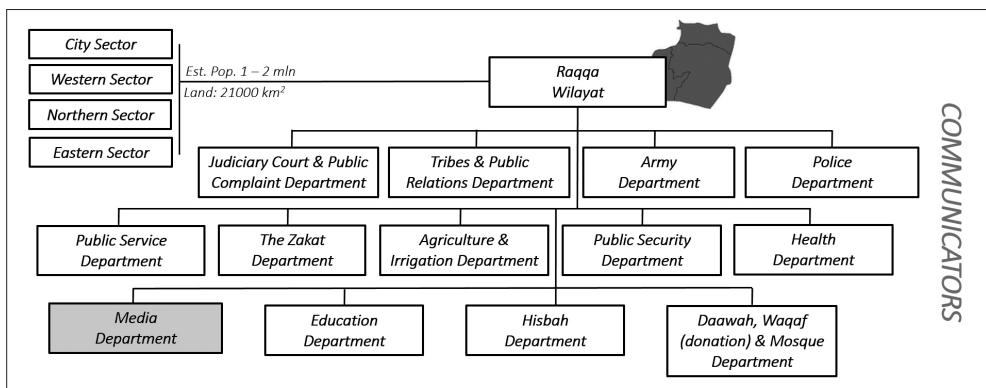 City Sector
Western Sector
Northern Sector
Eastern Sector
Est. Pop. 1 – 2 mln
Land: 21000 km²
Raqqa
Wilayat
COMMUNICATORS
Judiciary Court & Public
Complaint Department
Tribes & Public
Relations Department
Army
Department
Police
Department
Public Service
Department
The Zakat
Department
Agriculture &
Irrigation Department
Public Security
Department
Health
Department
Media
Department
Education
Department
Hisbah
Department
Daawah, Waqaf
(donation) & Mosque
Department